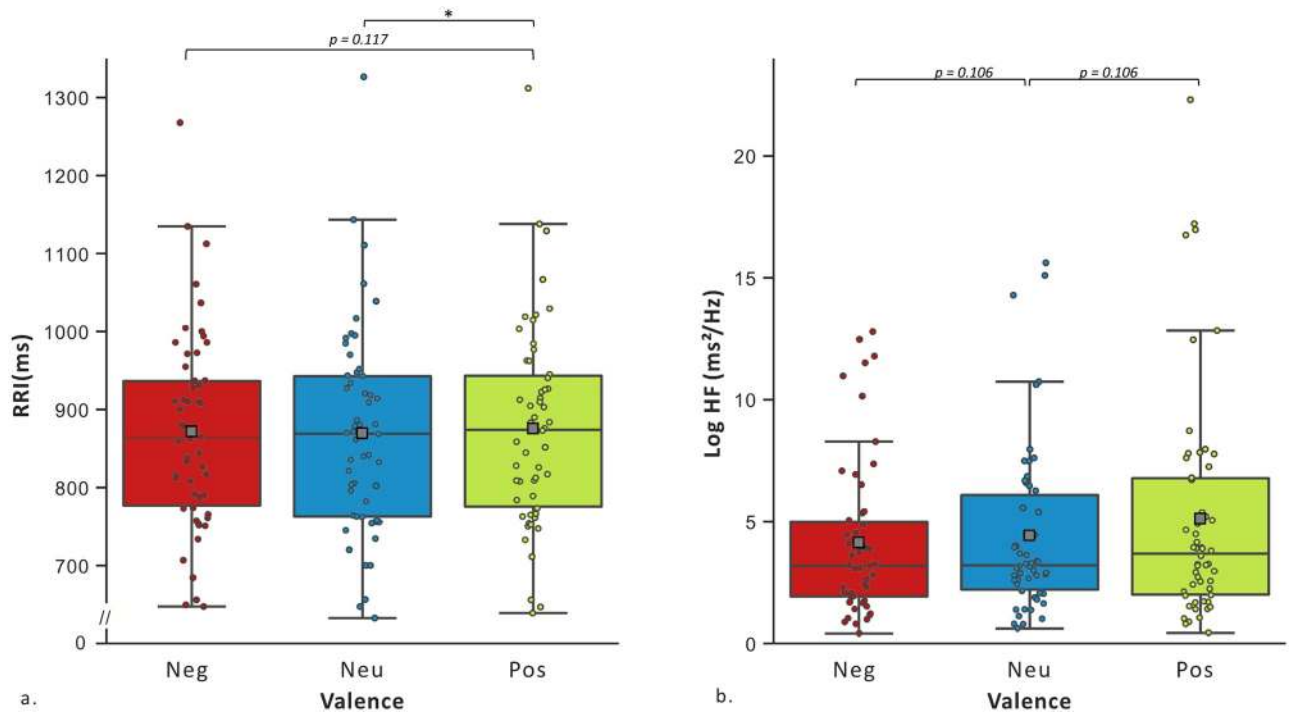 *
p = 0.117
1300
1200
1100
1000
900
800
700
0
//
RRI(ms)
Neg
Neu
Pos
Valence
a.
p = 0.106
p = 0.106
20
15
10
5
0
Log HF (ms²/Hz)
Neg
Neu
Pos
Valence
b.